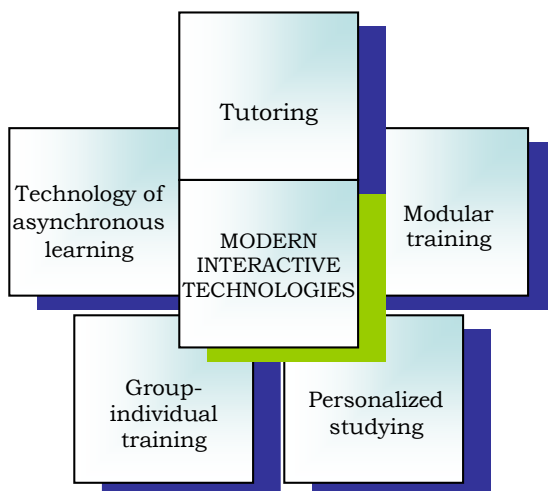 Tutoring
Technology of
asynchronous
learning
MODERN
INTERACTIVE
TECHNOLOGIES
Modular
training
Group-
individual
training
Personalized
studying